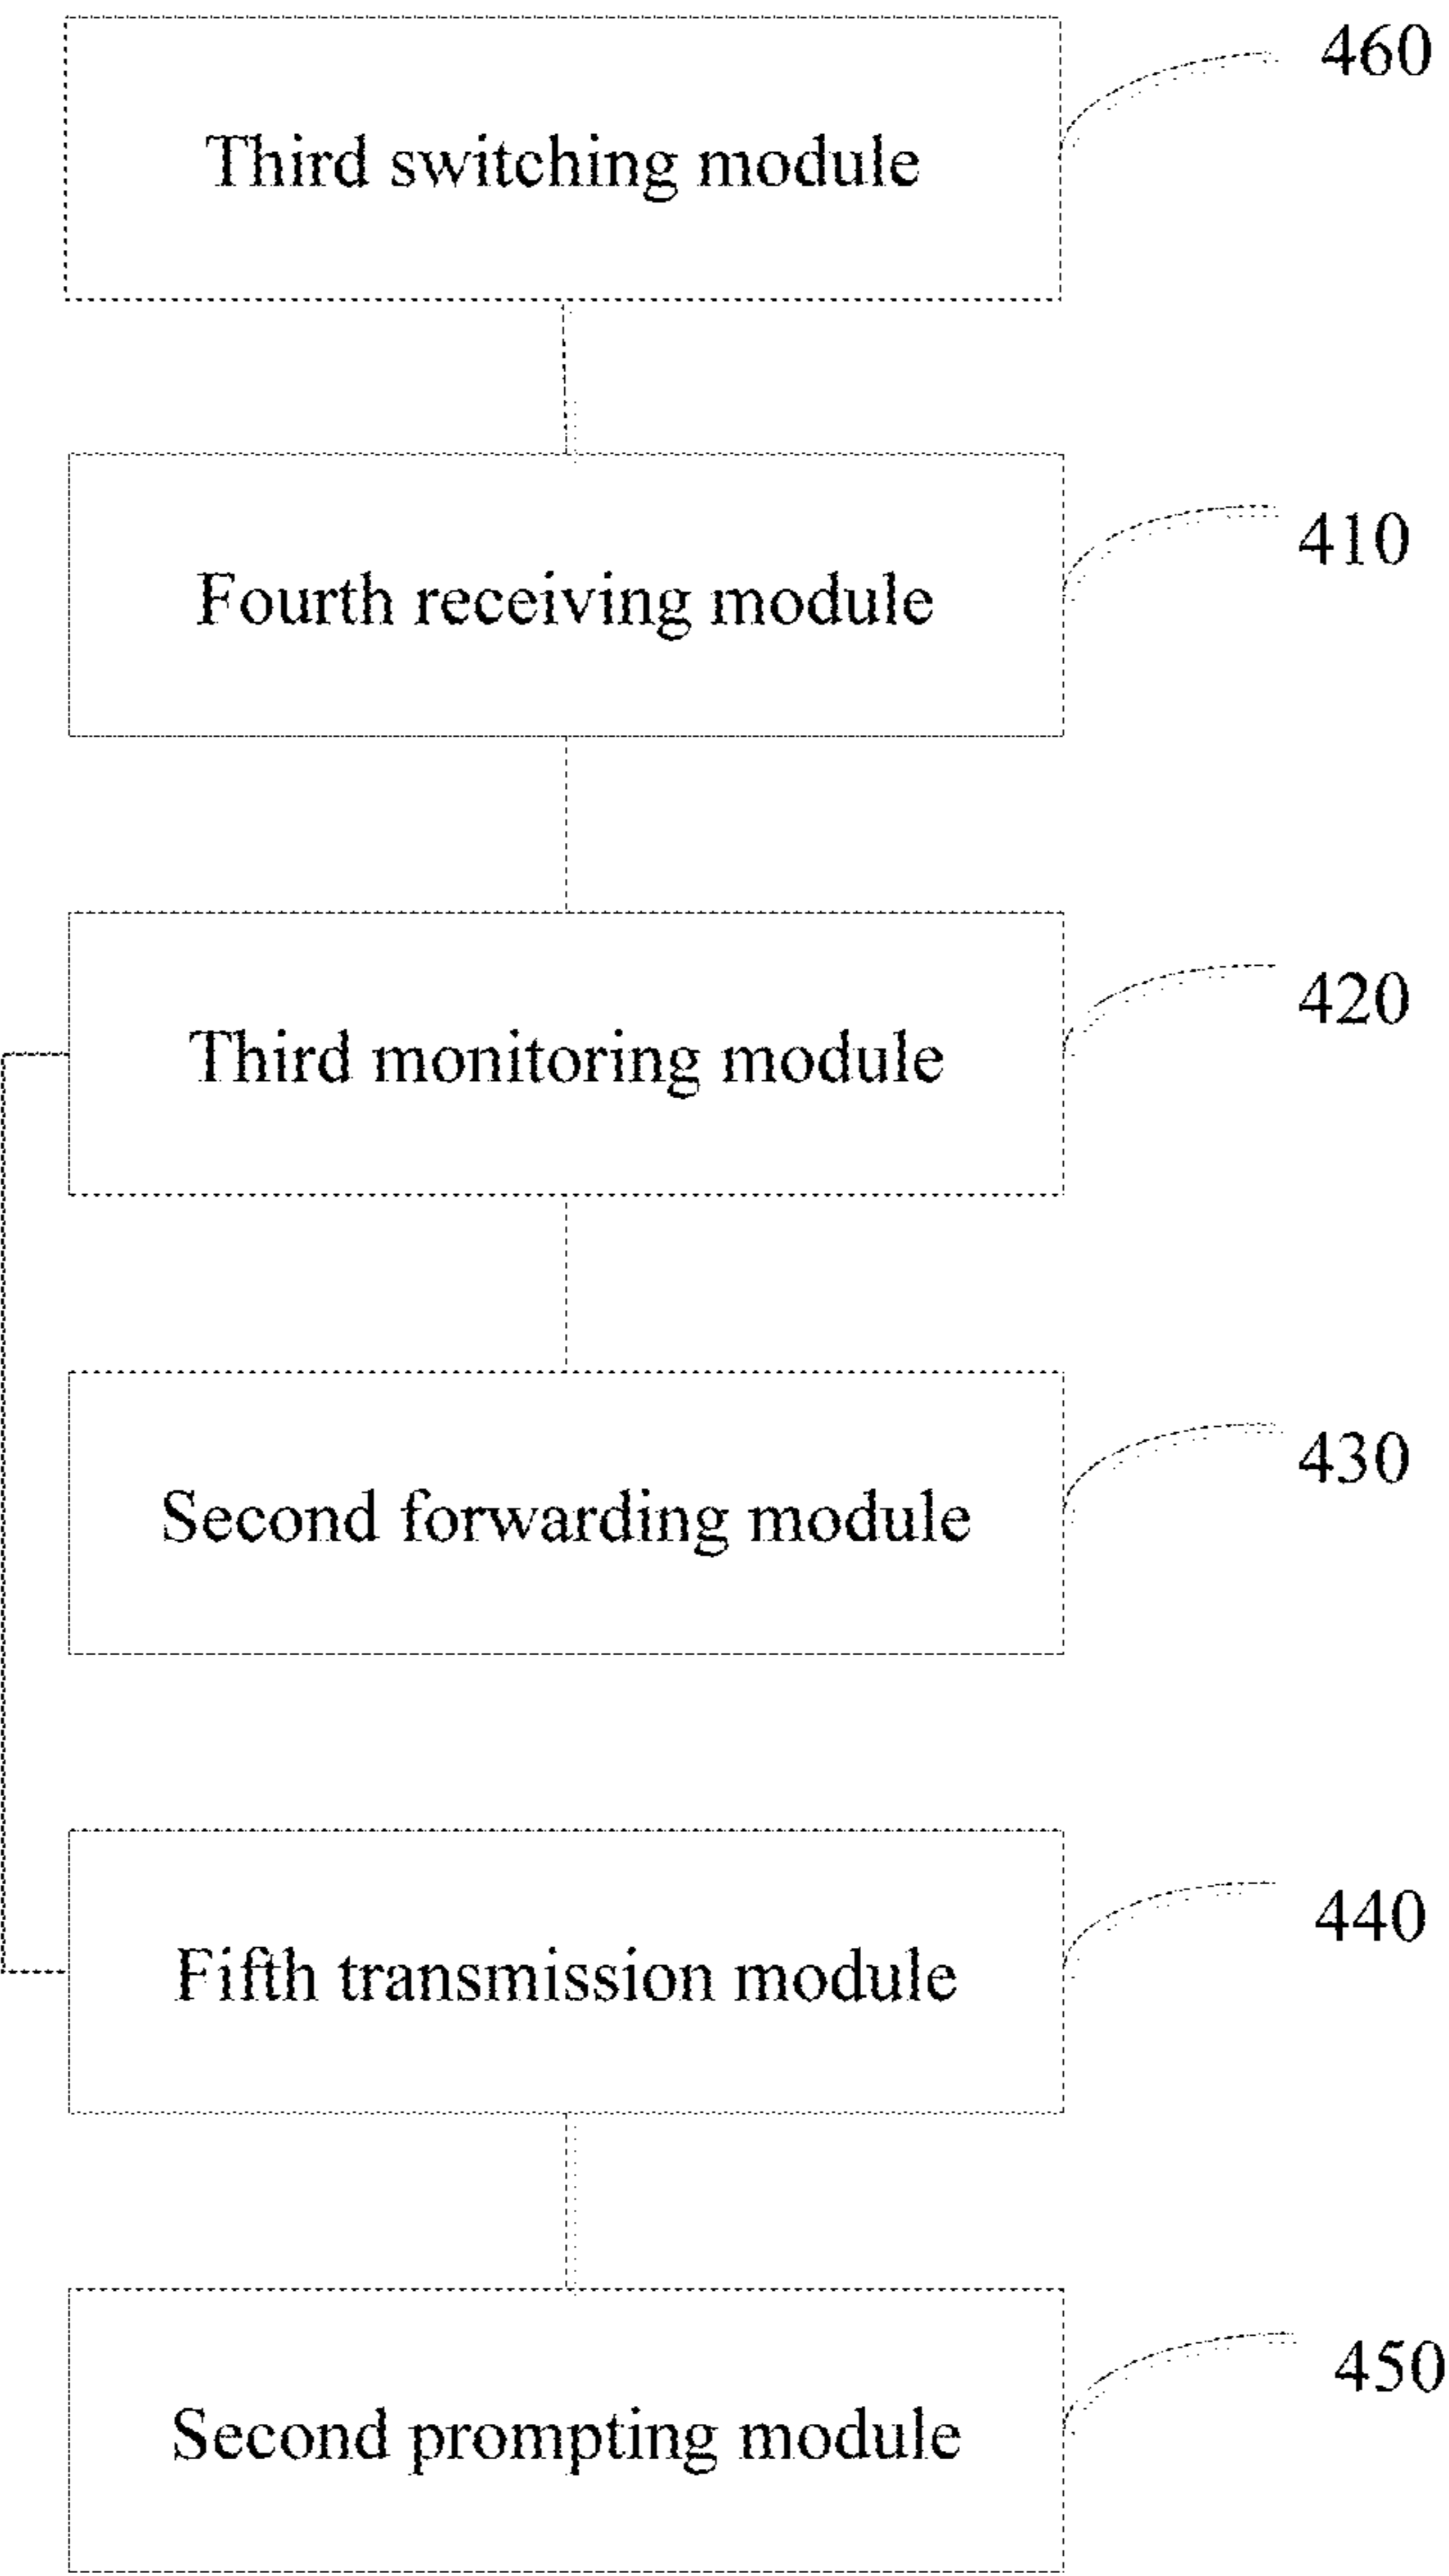 460
Third switching module
410
Fourth receiving module
420
Third monitoring module
430
Second forwarding module
440
Fifth transmission module
450
Second prompting module